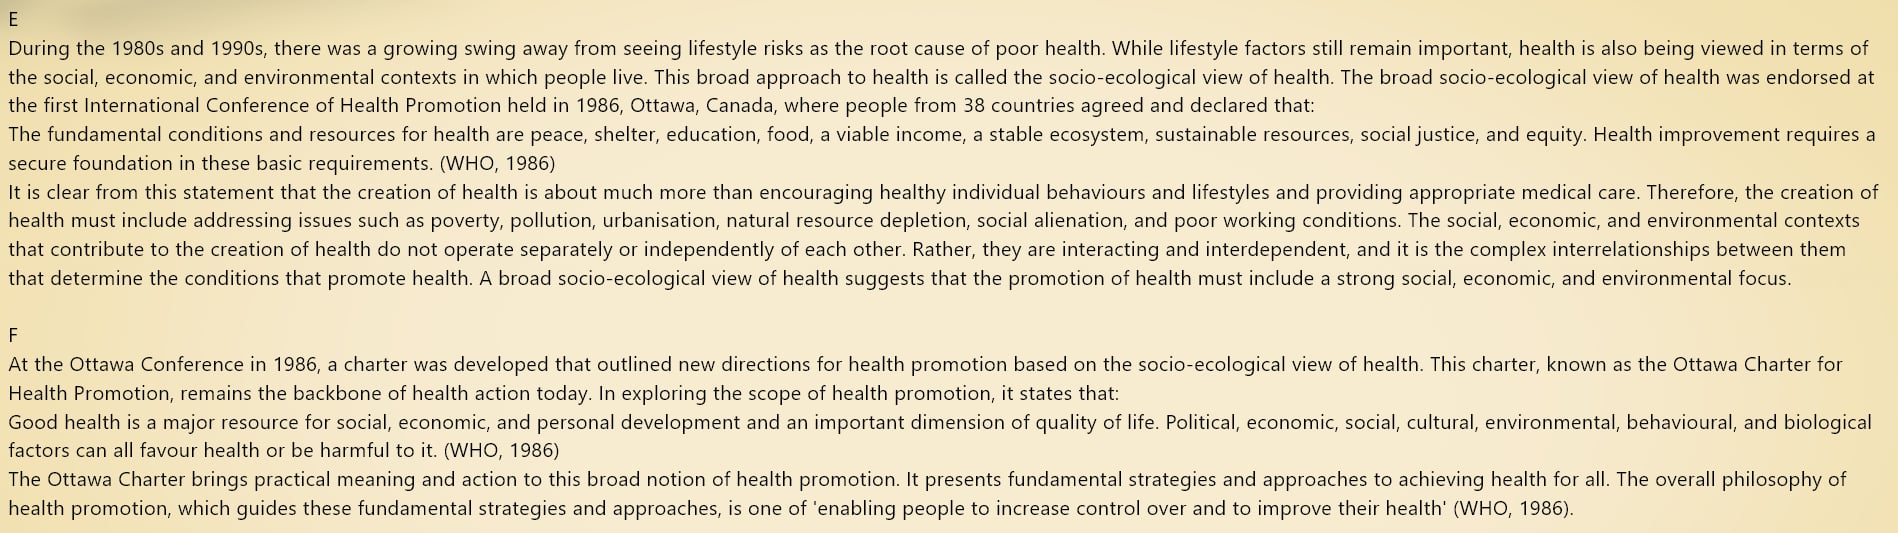 E
During the 1980s and 1990s, there was a growing swing away from seeing lifestyle risks as the root cause of poor health. While lifestyle factors still remain important, health is also being viewed in terms of
the social, economic, and environmental contexts in which people live. This broad approach to health is called the socio-ecological view of health. The broad socio-ecological view of health was endorsed at
the first International Conference of Health Promotion held in 1986, Ottawa, Canada, where people from 38 countries agreed and declared that:
The fundamental conditions and resources for health are peace, shelter, education, food, a viable income, a stable ecosystem, sustainable resources, social justice, and equity. Health improvement requires a
secure foundation in these basic requirements. (WHO, 1986)
It is clear from this statement that the creation of health is about much more than encouraging healthy individual behaviours and lifestyles and providing appropriate medical care. Therefore, the creation of
health must include addressing issues such as poverty, pollution, urbanisation, natural resource depletion, social alienation, and poor working conditions. The social, economic, and environmental contexts
that contribute to the creation of health do not operate separately or independently of each other. Rather, they are interacting and interdependent, and it is the complex interrelationships between them
that determine the conditions that promote health. A broad socio-ecological view of health suggests that the promotion of health must include a strong social, economic, and environmental focus.
F
At the Ottawa Conference in 1986, a charter was developed that outlined new directions for health promotion based on the socio-ecological view of health. This charter, known as the Ottawa Charter for
Health Promotion, remains the backbone of health action today. In exploring the scope of health promotion, it states that:
Good health is a major resource for social, economic, and personal development and an important dimension of quality of life. Political, economic, social, cultural, environmental, behavioural, and biological
factors can all favour health or be harmful to it. (WHO, 1986)
The Ottawa Charter brings practical meaning and action to this broad notion of health promotion. It presents fundamental strategies and approaches to achieving health for all. The overall philosophy of
health promotion, which guides these fundamental strategies and approaches, is one of 'enabling people to increase control over and to improve their health' (WHO, 1986).